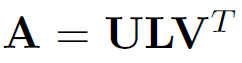 A = ULV^T